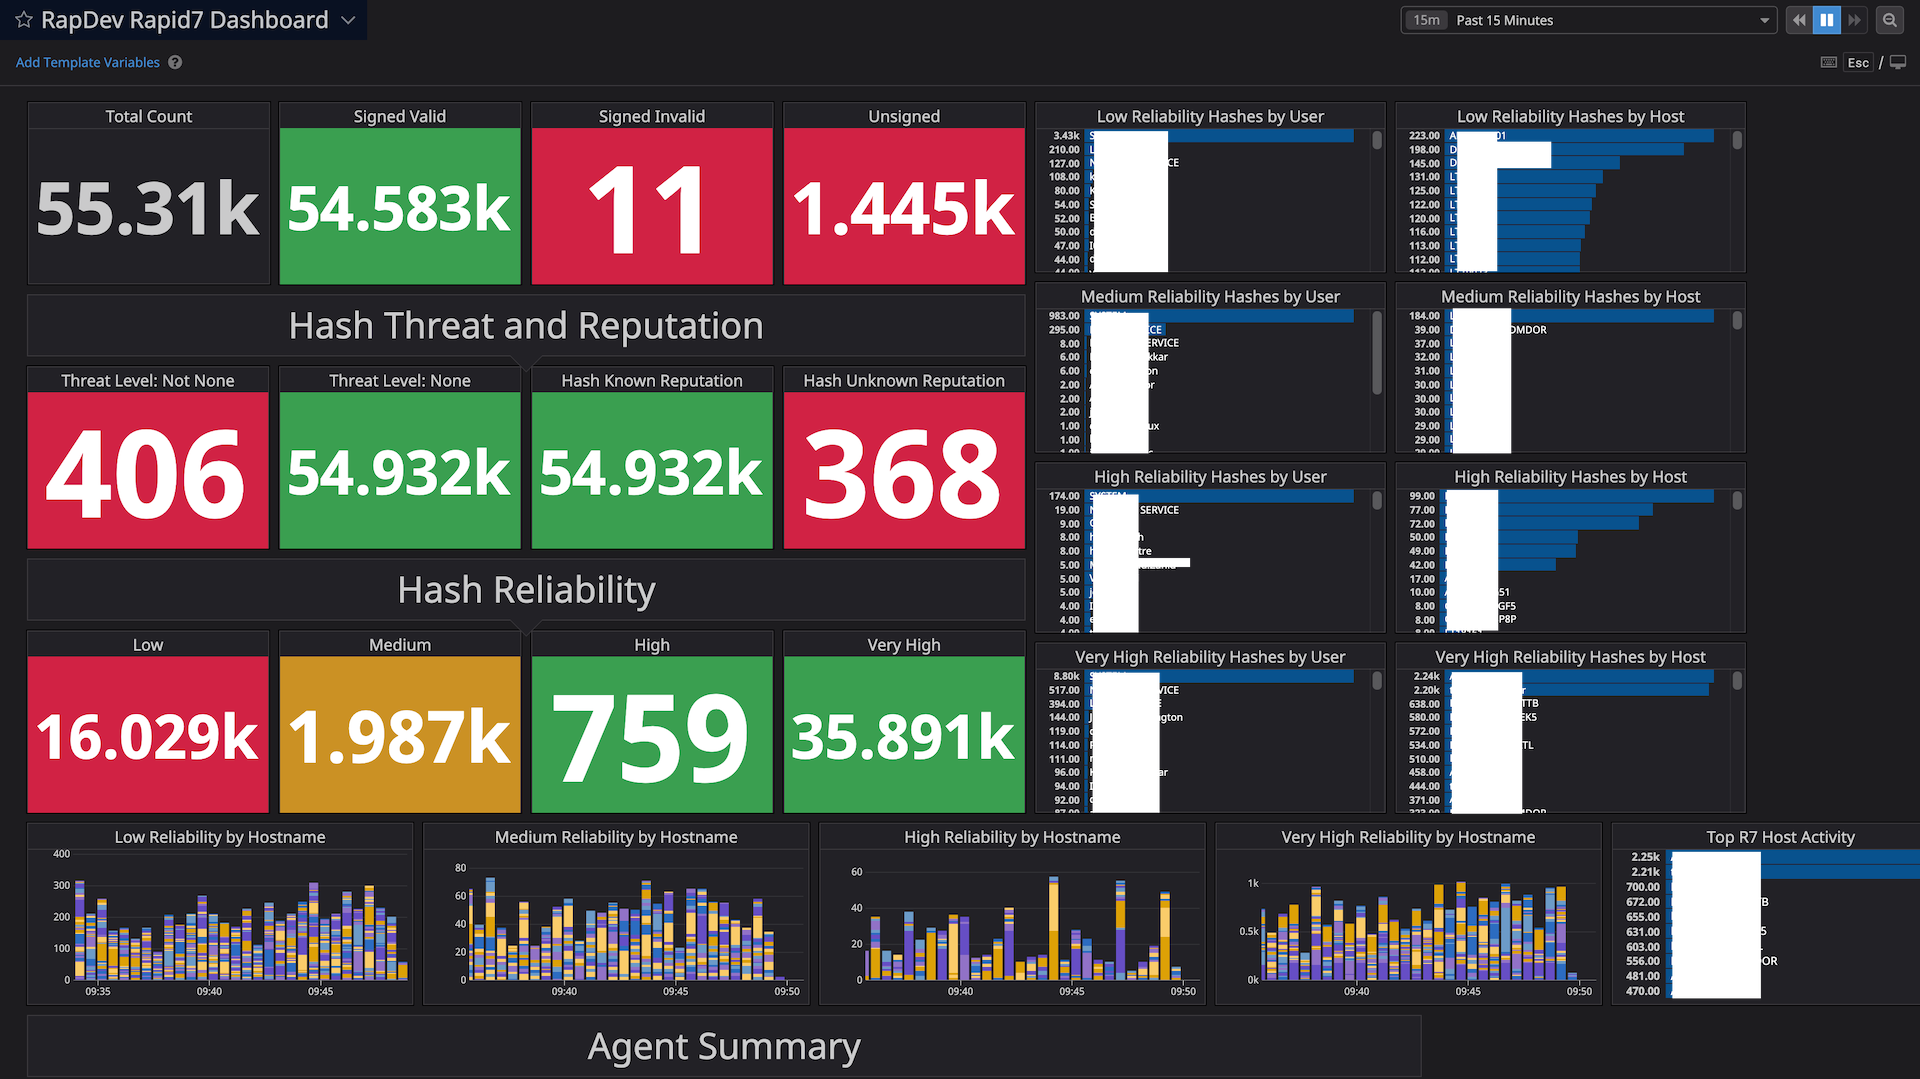 RapDev Rapid7 Dashboard
15m Past 15 Minutes
Add Template Variables ?
Esc /
Total Count
55.31k
Signed Valid
54.583k
Signed Invalid
11
Unsigned
1.445k
Hash Threat and Reputation
Threat Level: Not None
406
Threat Level: None
54.932k
Hash Known Reputation
54.932k
Hash Unknown Reputation
368
Hash Reliability
Low
16.029k
Medium
1.987k
High
759
Very High
35.891k
Low Reliability Hashes by User
3.43k
210.00
127.00
108.00
80.00
54.00
52.00
50.00
47.00
44.00
Low Reliability Hashes by Host
223.00
198.00
145.00
131.00
125.00
122.00
120.00
116.00
113.00
112.00
Medium Reliability Hashes by User
983.00
295.00
8.00
6.00
6.00
2.00
2.00
2.00
1.00
1.00
Medium Reliability Hashes by Host
184.00
39.00
37.00
32.00
31.00
30.00
30.00
30.00
29.00
29.00
High Reliability Hashes by User
174.00 SYSTEM
19.00 SERVICE
9.00
8.00
8.00
5.00
5.00
5.00
4.00
4.00
High Reliability Hashes by Host
99.00
77.00
72.00
50.00
49.00
42.00
17.00
10.00
8.00
8.00
Very High Reliability Hashes by User
8.80k
517.00
394.00
144.00
119.00
114.00
111.00
96.00
94.00
92.00
Very High Reliability Hashes by Host
2.24k
2.20k
638.00
580.00
572.00
534.00
510.00
458.00
444.00
371.00
Low Reliability by Hostname
400
300
200
100
0
09:35 09:40 09:45
Medium Reliability by Hostname
80
60
40
20
0
09:40 09:45 09:50
High Reliability by Hostname
60
40
20
0
09:40 09:45 09:50
Very High Reliability by Hostname
1k
0.5k
0k
09:40 09:45 09:50
Top R7 Host Activity
2.25k
2.21k
700.00
672.00
655.00
631.00
603.00
556.00
481.00
470.00
Agent Summary